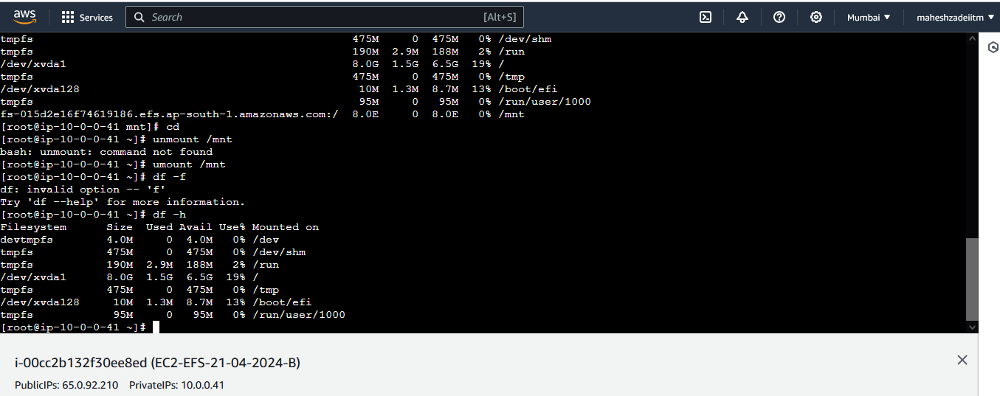 aws Services Search [Alt+S] Mumbai maheshzadeiitm
tmpfs 475M 0 475M 0% /dev/shm
tmpfs 190M 2.9M 188M 2% /run
/dev/xvda1 8.0G 1.5G 6.5G 19% /
tmpfs 475M 0 475M 0% /tmp
/dev/xvda128 10M 1.3M 8.7M 13% /boot/efi
tmpfs 95M 0 95M 0% /run/user/1000
fs-015d2e16f74619186.efs.ap-south-1.amazonaws.com:/ 8.0E 0 8.0E 0% /mnt
[root@ip-10-0-0-41 mnt]# cd
[root@ip-10-0-0-41 ~]# unmount /mnt
bash: unmount: command not found
[root@ip-10-0-0-41 ~]# umount /mnt
[root@ip-10-0-0-41 ~]# df -f
df: invalid option -- 'f'
Try 'df --help' for more information.
[root@ip-10-0-0-41 ~]# df -h
Filesystem Size Used Avail Use% Mounted on
devtmpfs 4.0M 0 4.0M 0% /dev
tmpfs 475M 0 475M 0% /dev/shm
tmpfs 190M 2.9M 188M 2% /run
/dev/xvda1 8.0G 1.5G 6.5G 19% /
tmpfs 475M 0 475M 0% /tmp
/dev/xvda128 10M 1.3M 8.7M 13% /boot/efi
tmpfs 95M 0 95M 0% /run/user/1000
[root@ip-10-0-0-41 ~]#
i-00cc2b132f30ee8ed (EC2-EFS-21-04-2024-B)
PublicIPs: 65.0.92.210 PrivateIPs: 10.0.0.41